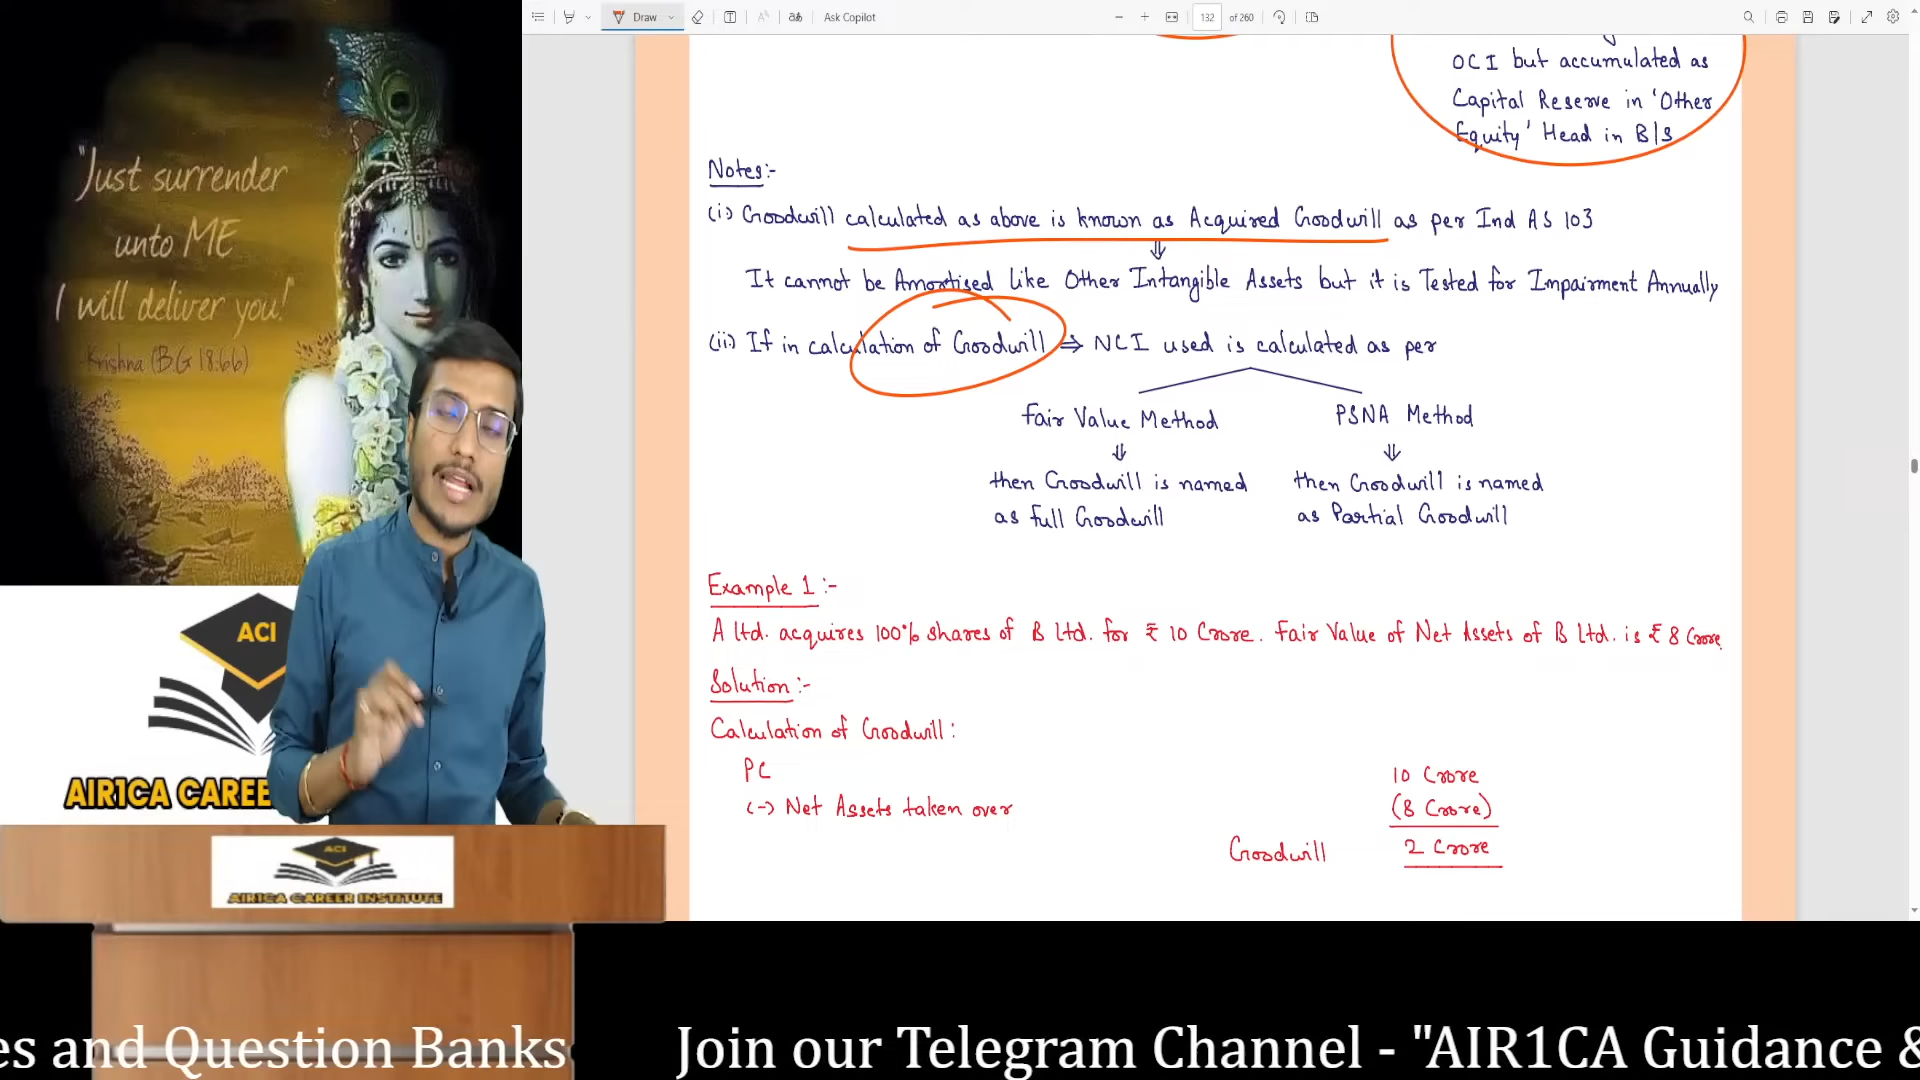 "Just surrender
unto ME
I will deliver you!"
Krishna (BG 18:66)
ACI
AIR1CA CAREE
ACI
AIR1CA CAREER INSTITUTE
Draw
Ask Copilot
132 of 260
OCI but accumulated as
Capital Reserve in 'Other
Equity' Head in B/S
Notes:-
(i) Goodwill calculated as above is known as Acquired Goodwill as per Ind AS 103
⇓
It cannot be Amortised Like Other Intangible Assets but it is Tested for Impairment Annually
(ii) If in calculation of Goodwill ⇒ NCI used is calculated as per
Fair Value Method PSNA Method
⇓ ⇓
then Goodwill is named then Goodwill is named
as Full Goodwill as Partial Goodwill
Example 1:-
A Ltd. acquires 100% shares of B Ltd. for ₹ 10 Crore. Fair Value of Net Assets of B Ltd. is ₹ 8 Crore.
Solution:-
Calculation of Goodwill:
PC 10 Crore
(-) Net Assets taken over (8 Crore)
Goodwill 2 Crore
es and Question Banks Join our Telegram Channel - "AIR1CA Guidance &